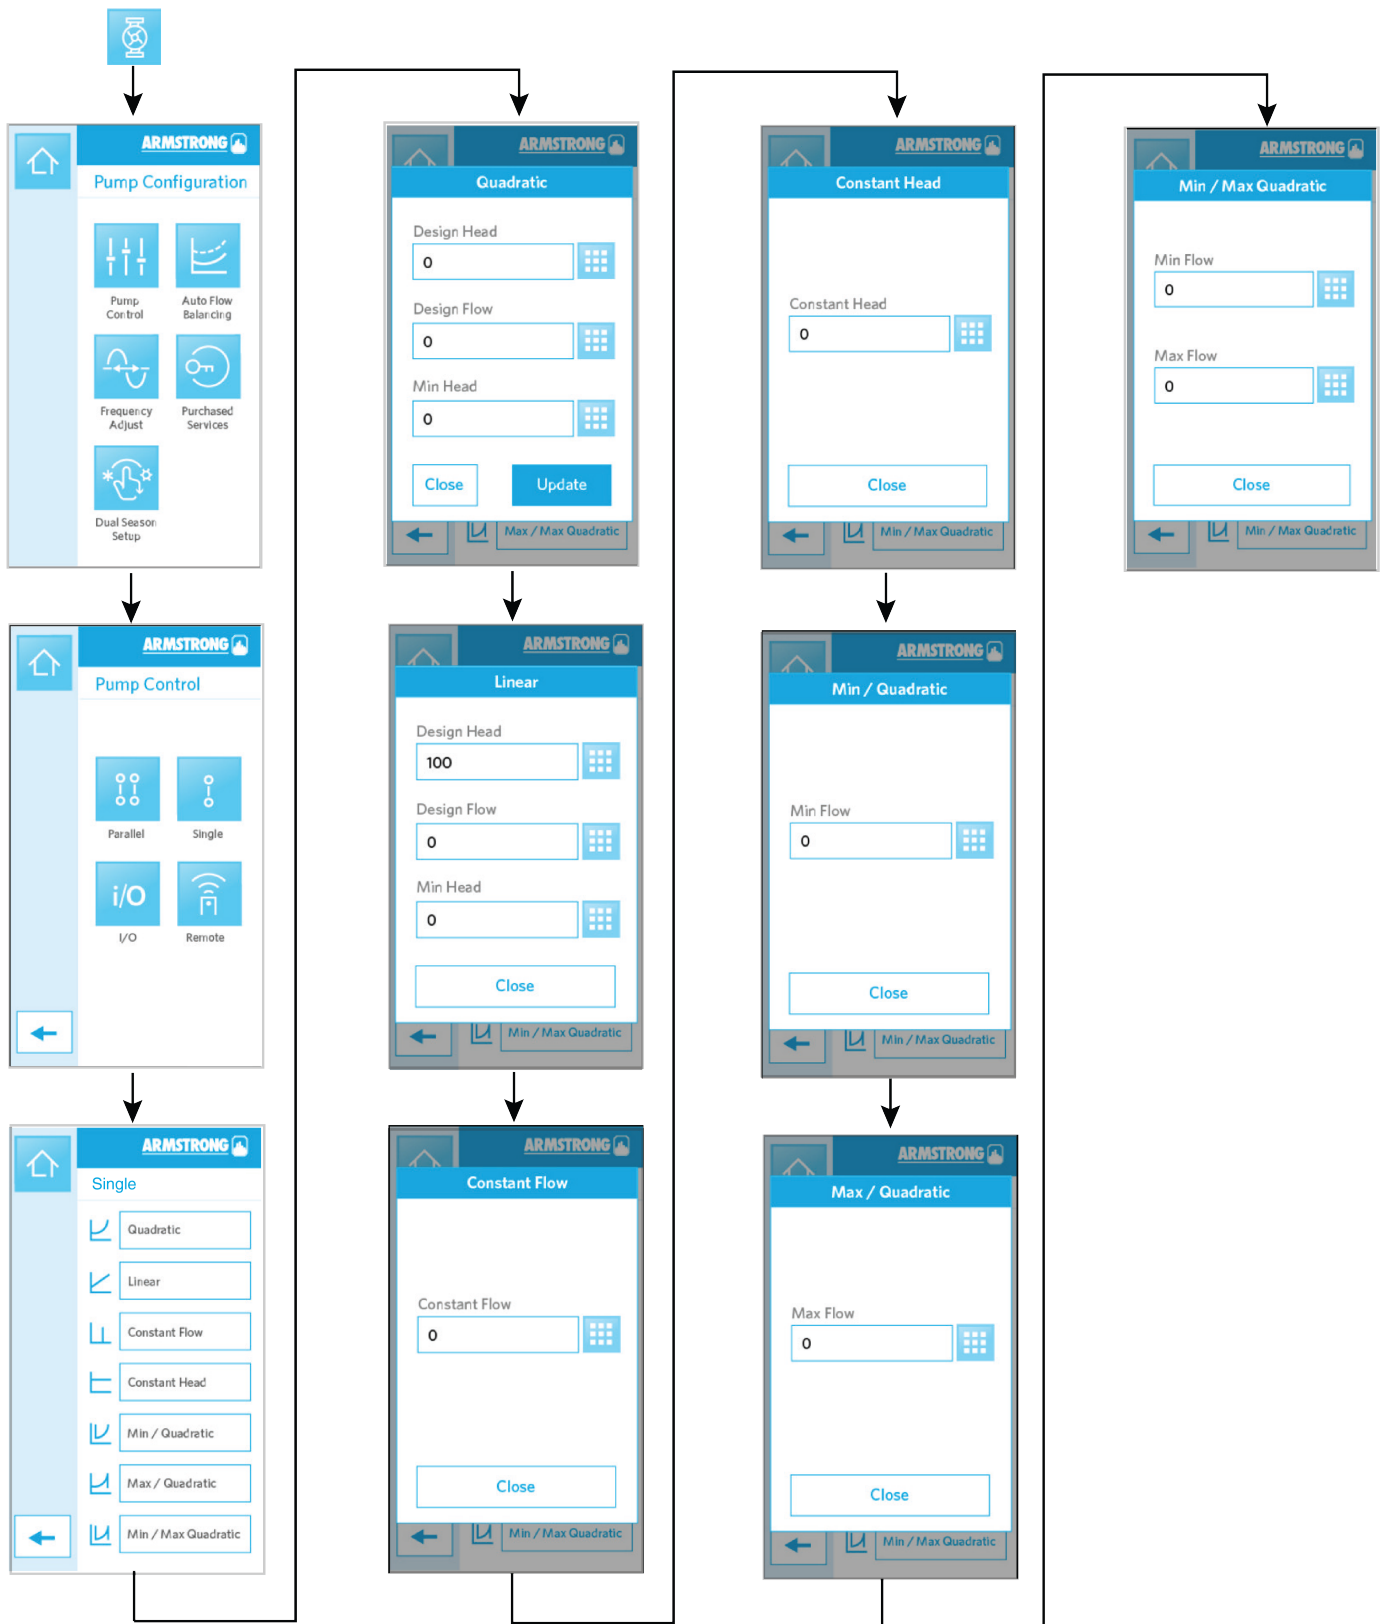 ARMSTRONG
Pump Configuration
Pump
Control
Auto Flow
Balancing
Frequency
Adjust
Purchased
Services
Dual Season
Setup
ARMSTRONG
Pump Control
Parallel
Single
i/O
I/O
Remote
ARMSTRONG
Single
Quadratic
Linear
Constant Flow
Constant Head
Min / Quadratic
Max / Quadratic
Min / Max Quadratic
ARMSTRONG
Quadratic
Design Head
0
Design Flow
0
Min Head
0
Close
Update
Max / Max Quadratic
ARMSTRONG
Linear
Design Head
100
Design Flow
0
Min Head
0
Close
Min / Max Quadratic
ARMSTRONG
Constant Flow
Constant Flow
0
Close
Min / Max Quadratic
ARMSTRONG
Constant Head
Constant Head
0
Close
Min / Max Quadratic
ARMSTRONG
Min / Quadratic
Min Flow
0
Close
Min / Max Quadratic
ARMSTRONG
Max / Quadratic
Max Flow
0
Close
Min / Max Quadratic
ARMSTRONG
Min / Max Quadratic
Min Flow
0
Max Flow
0
Close
Min / Max Quadratic